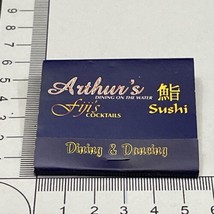 Arthur's
DINING ON THE WATER
鮨
Fiji's
COCKTAILS
Sushi
Dining & Dancing